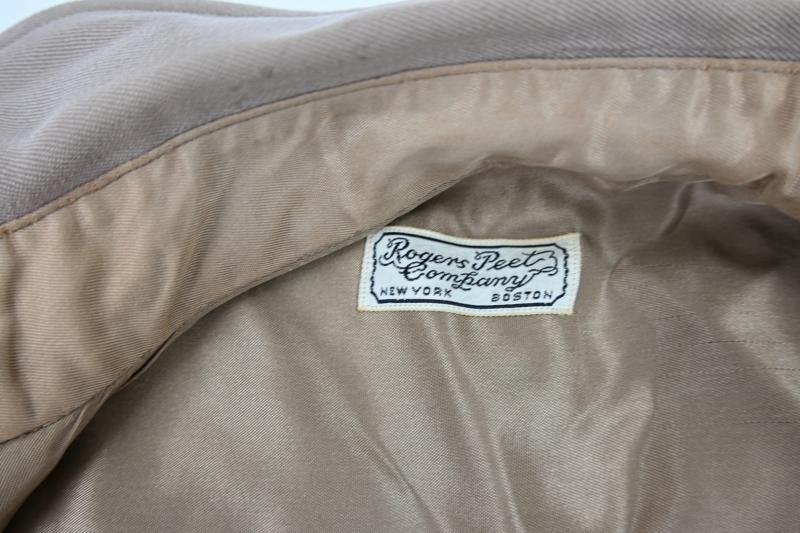 Rogers Peet
Company
NEW YORK BOSTON